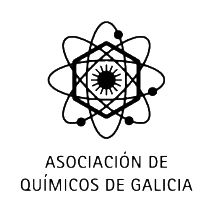 ASOCIACIÓN DE
QUÍMICOS DE GALICIA